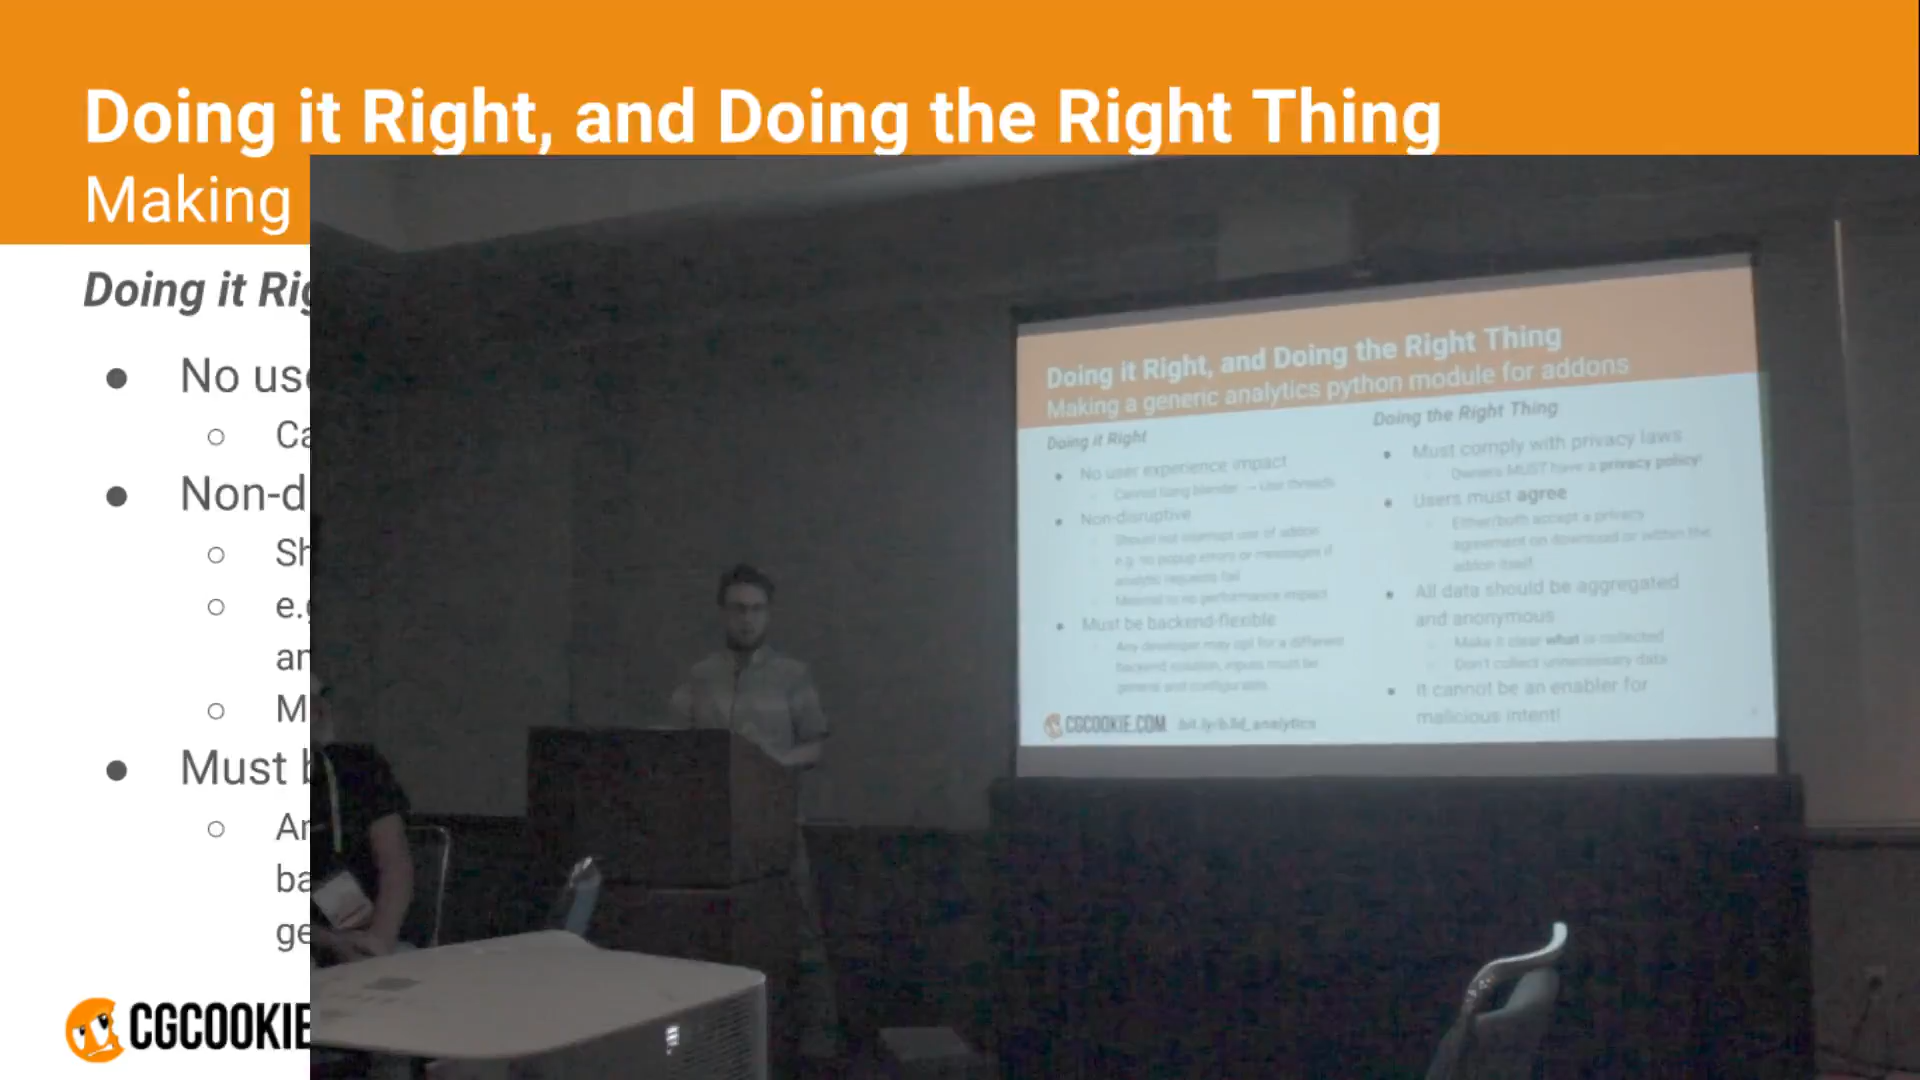 Doing it Right, and Doing the Right Thing
Making
Doing it Rig
No use
Ca
Non-d
Sh
e.g
an
M
Must b
An
ba
ge
CGCOOKIE
Doing it Right, and Doing the Right Thing
Making a generic analytics python module for addons
Doing it Right
No user experience impact
Cannot hang blender → use threads
Non-disruptive
Should not interrupt use of addon
e.g. no popup errors or messages if
analytic requests fail
Minimal to no performance impact
Must be backend-flexible
Any developer may opt for a different
backend solution, inputs must be
general and configurable
Doing the Right Thing
Must comply with privacy laws
Owners MUST have a privacy policy!
Users must agree
Either/both accept a privacy
agreement on download or within the
addon itself
All data should be aggregated
and anonymous
Make it clear what is collected
Don't collect unnecessary data
It cannot be an enabler for
malicious intent!
CGCOOKIE.COM bit.ly/b3d_analytics